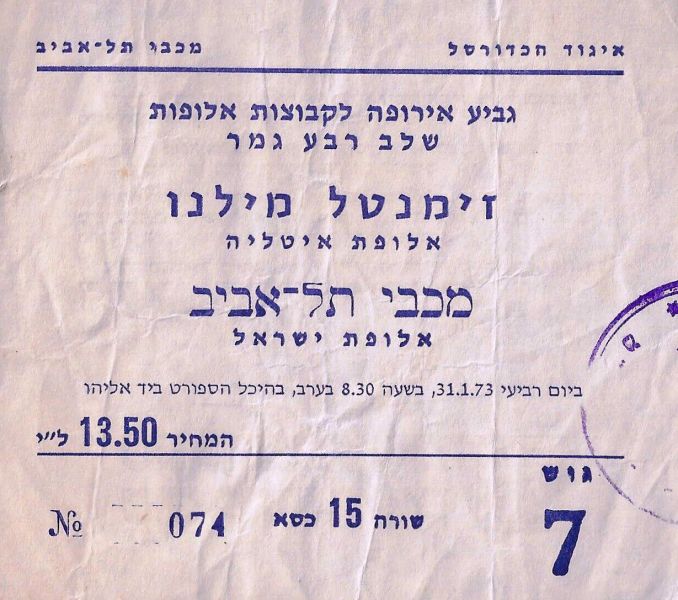 איגוד הכדורסל מכבי תל-אביב
גביע אירופה לקבוצות אלופות
שלב רבע גמר
זימנטל מילנו
אלופת איטליה
מכבי תל-אביב
אלופת ישראל
ביום רביעי 31.1.73, בשעה 8.30 בערב, בהיכל הספורט ביד אליהו
המחיר 13.50 ל״י
גוש
7
שורה 15 כסא 074 №